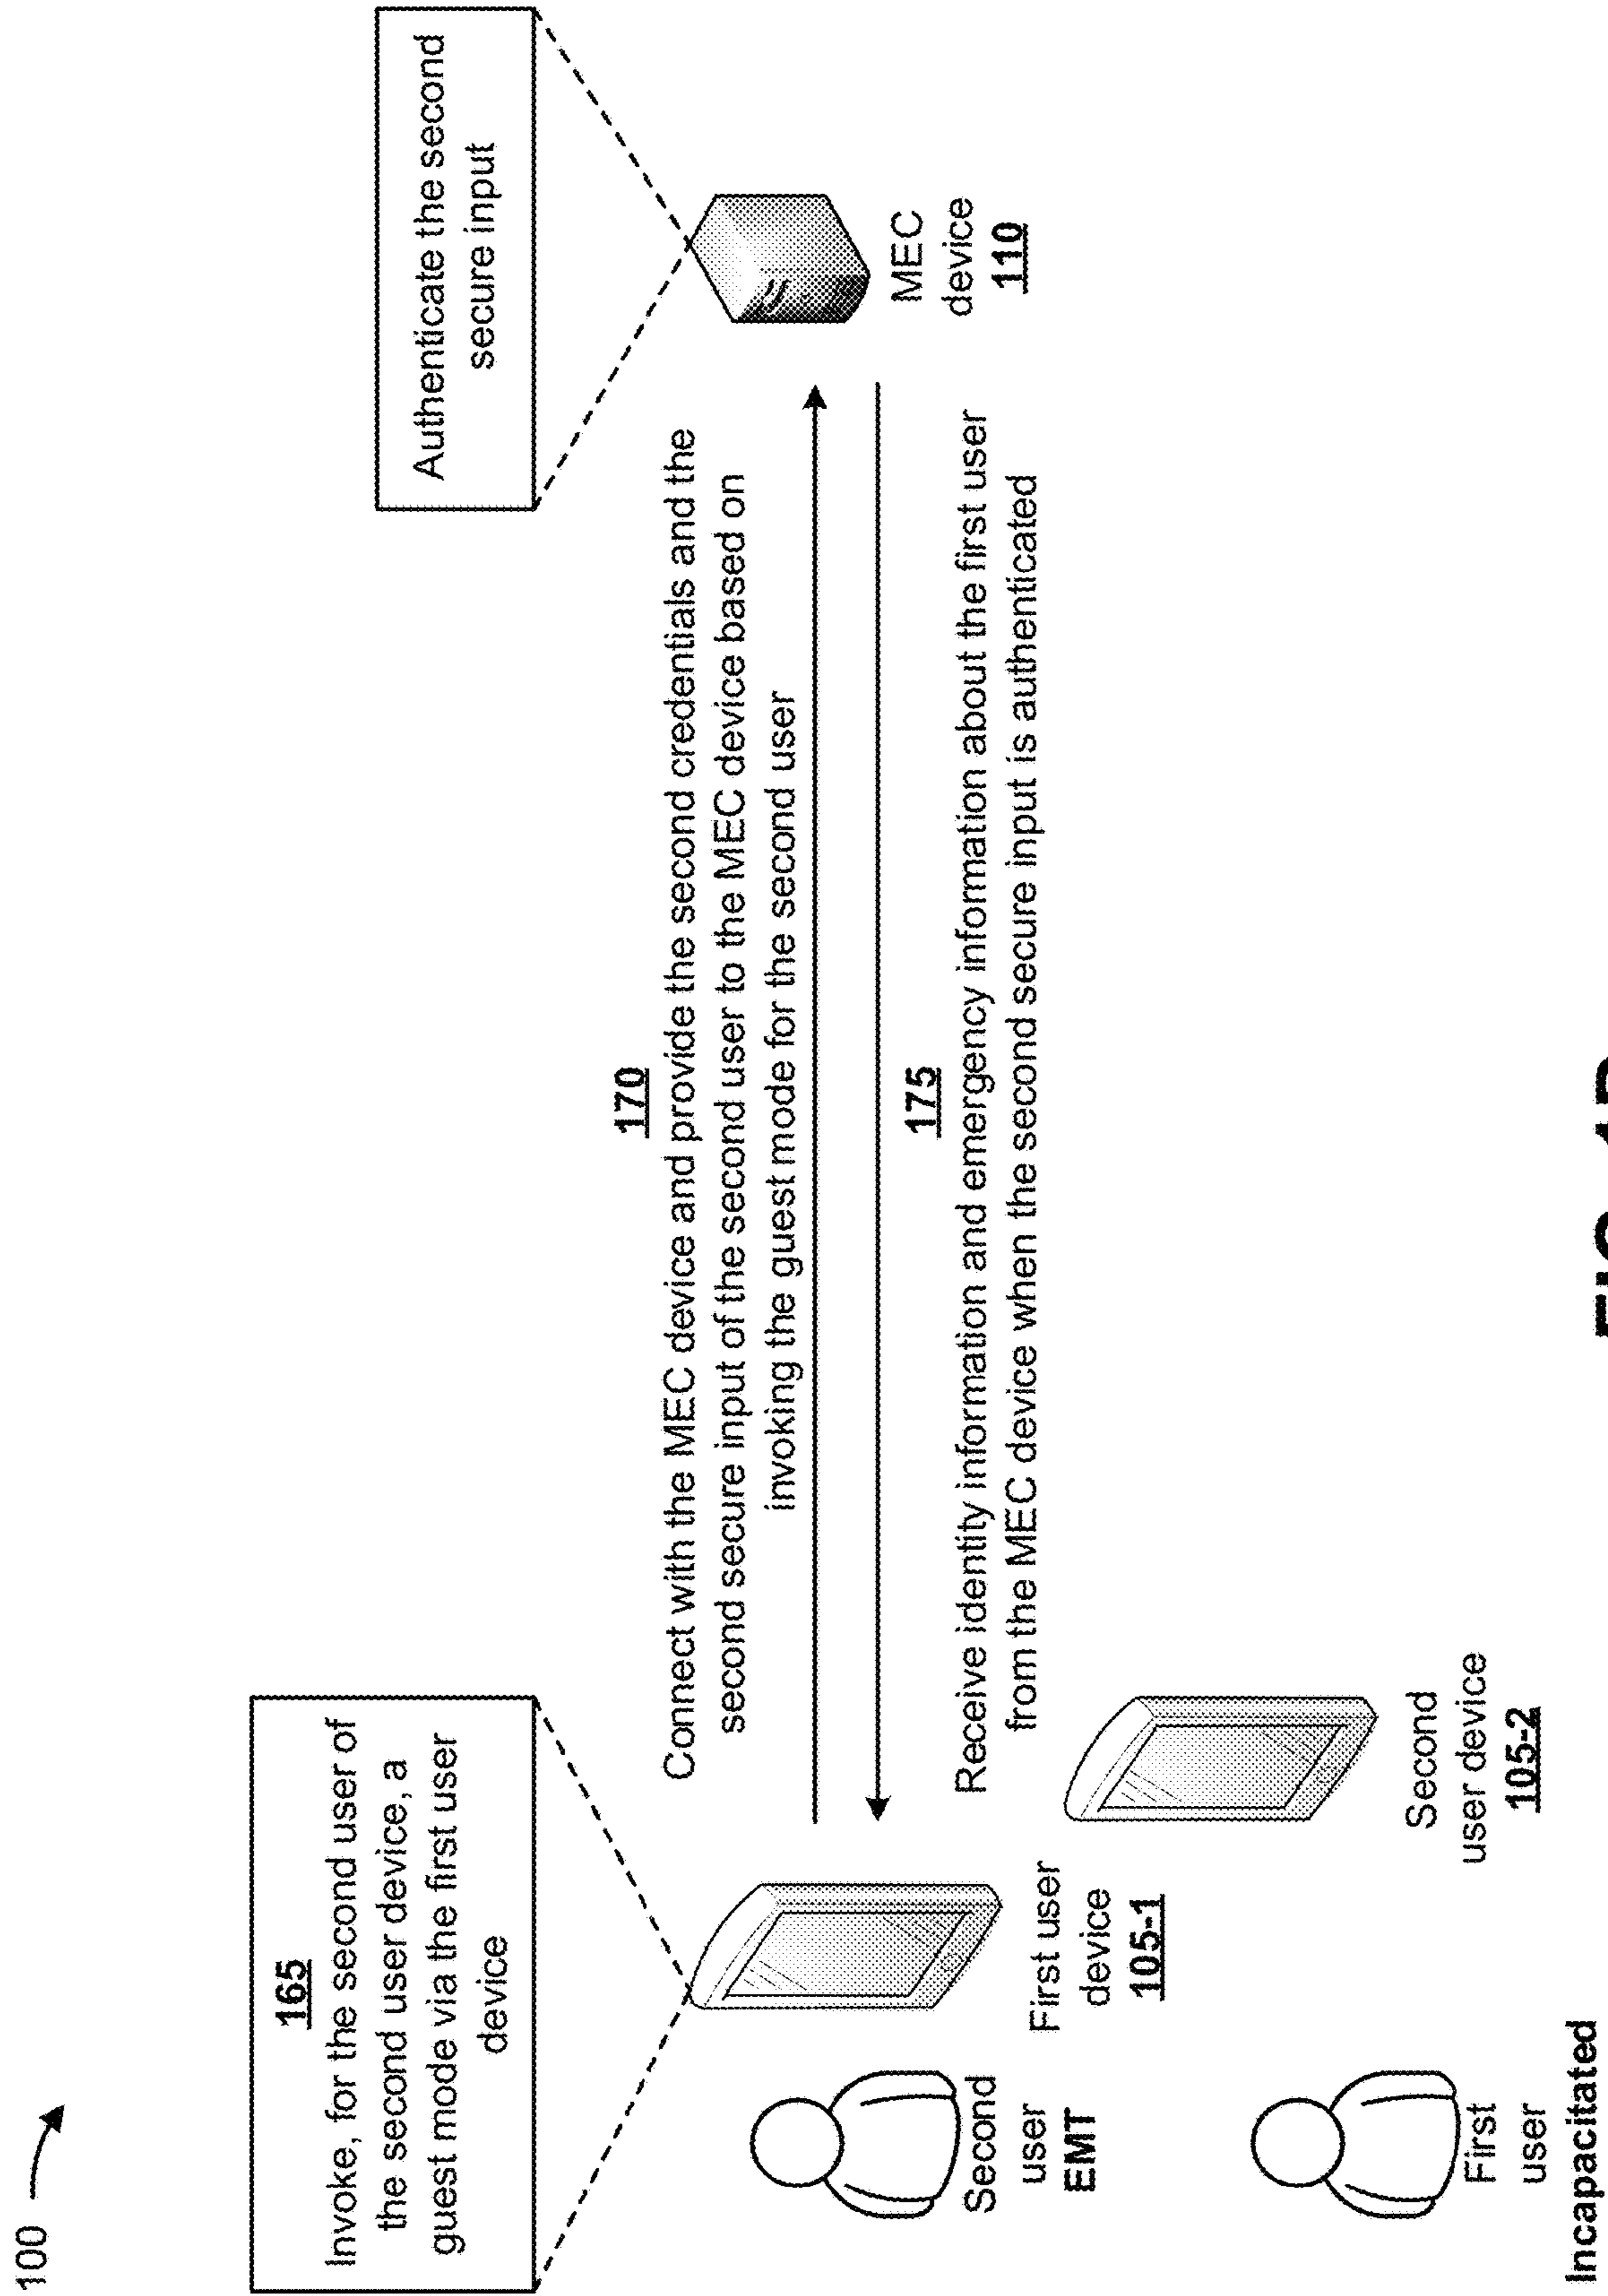 100
165
Invoke, for the second user of
the second user device, a
guest mode via the first user
device
Authenticate the second
secure input
170
Connect with the MEC device and provide the second credentials and the
second secure input of the second user to the MEC device based on
invoking the guest mode for the second user
175
Receive identity information and emergency information about the first user
from the MEC device when the second secure input is authenticated
MEC
device
110
Second
user
EMT
First user
device
105-1
Second
user device
105-2
First
user
Incapacitated